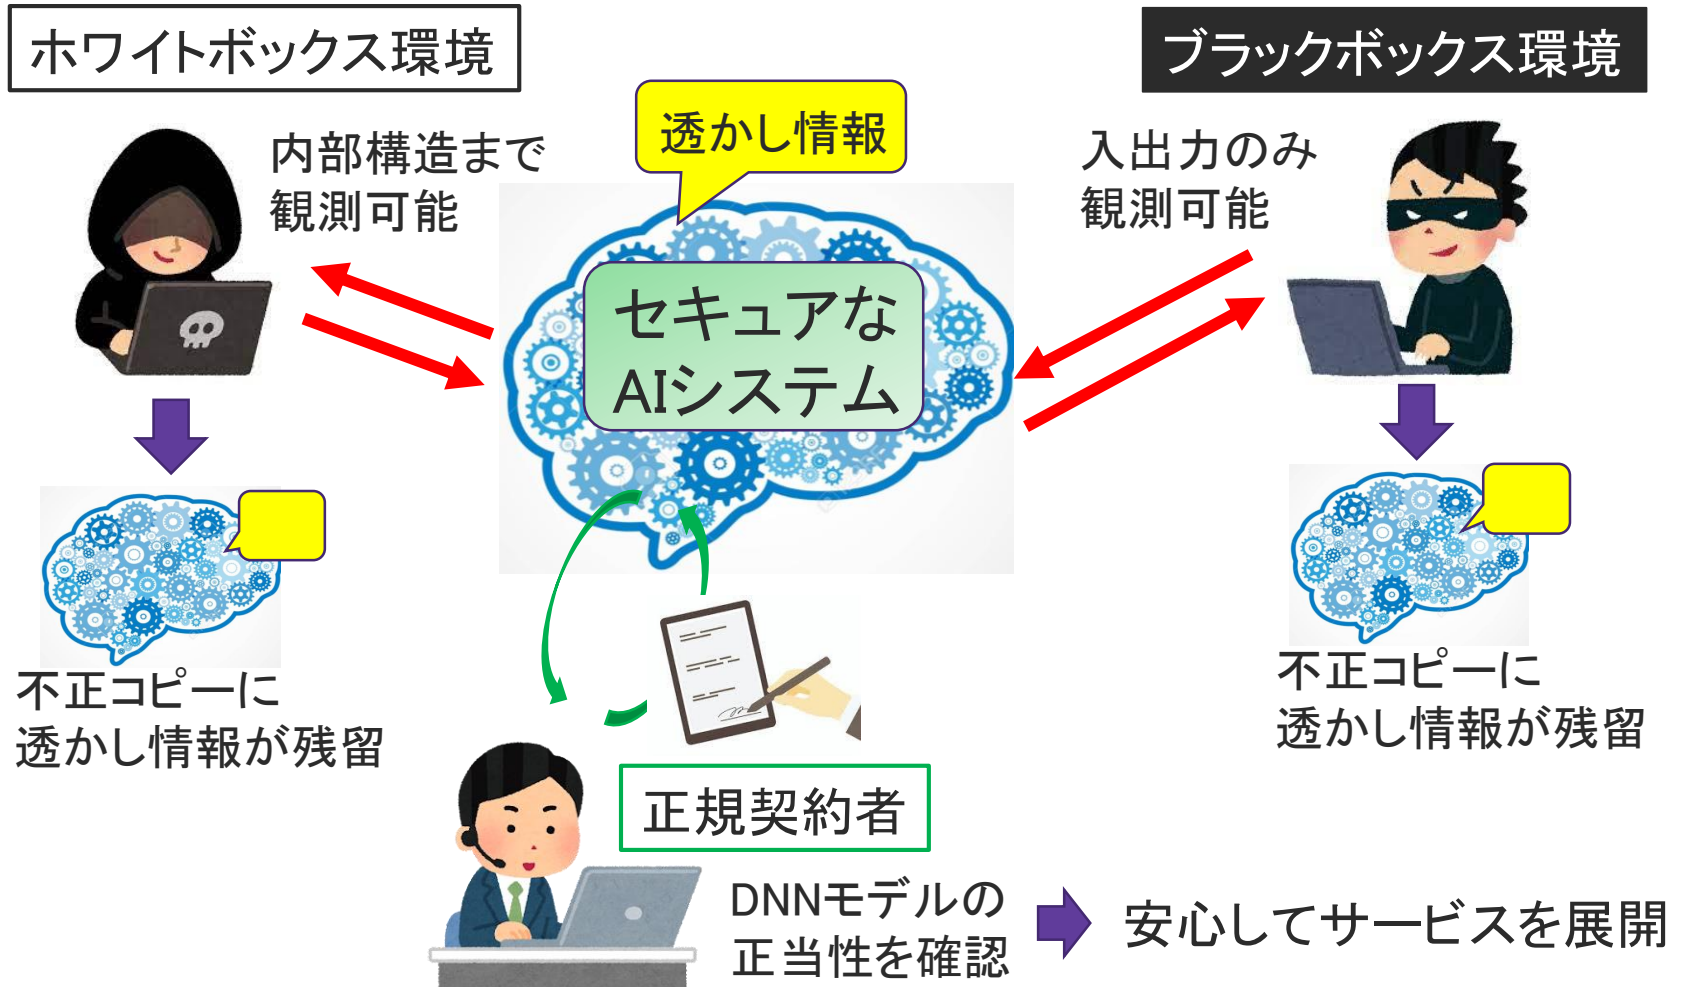 ホワイトボックス環境
ブラックボックス環境
透かし情報
内部構造まで
観測可能
入出力のみ
観測可能
セキュアな
AIシステム
不正コピーに
透かし情報が残留
不正コピーに
透かし情報が残留
正規契約者
DNNモデルの
正当性を確認
安心してサービスを展開